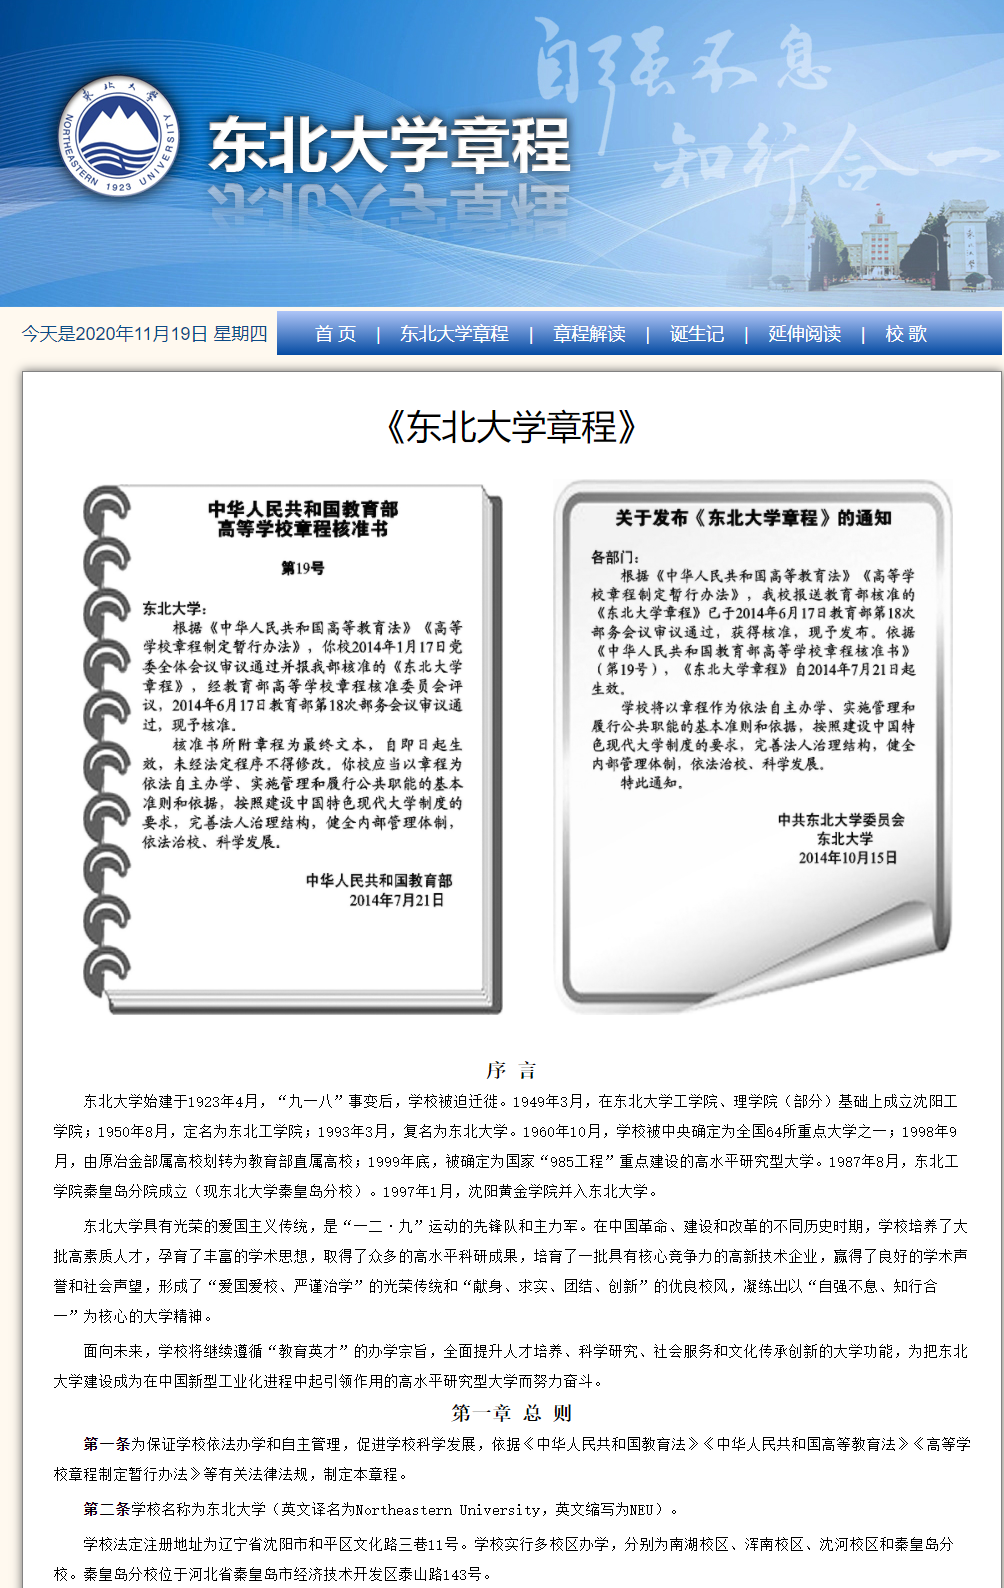 自强不息
知行合一
东北大学
NORTHEASTERN 1923 UNIVERSITY
东北大学章程
今天是2020年11月19日 星期四
首 页 | 东北大学章程 | 章程解读 | 诞生记 | 延伸阅读 | 校 歌
《东北大学章程》
中华人民共和国教育部
高等学校章程核准书
第19号
东北大学：
根据《中华人民共和国高等教育法》《高等
学校章程制定暂行办法》，你校2014年1月17日党
委全体会议审议通过并报我部核准的《东北大学
章程》，经教育部高等学校章程核准委员会评
议，2014年6月17日教育部第18次部务会议审议通
过，现予核准。
核准书所附章程为最终文本，自即日起生
效，未经法定程序不得修改。你校应当以章程为
依法自主办学、实施管理和履行公共职能的基本
准则和依据，按照建设中国特色现代大学制度的
要求，完善法人治理结构，健全内部管理体制，
依法治校、科学发展。
中华人民共和国教育部
2014年7月21日
关于发布《东北大学章程》的通知
各部门：
根据《中华人民共和国高等教育法》《高等学
校章程制定暂行办法》，我校报送教育部核准的
《东北大学章程》已于2014年6月17日教育部第18次
部务会议审议通过，获得核准，现予发布。依据
《中华人民共和国教育部高等学校章程核准书》
（第19号），《东北大学章程》自2014年7月21日起
生效。
学校将以章程作为依法自主办学、实施管理和
履行公共职能的基本准则和依据，按照建设中国特
色现代大学制度的要求，完善法人治理结构，健全
内部管理体制，依法治校、科学发展。
特此通知。
中共东北大学委员会
东北大学
2014年10月15日
序 言
东北大学始建于1923年4月，“九一八”事变后，学校被迫迁徙。1949年3月，在东北大学工学院、理学院（部分）基础上成立沈阳工
学院；1950年8月，定名为东北工学院；1993年3月，复名为东北大学。1960年10月，学校被中央确定为全国64所重点大学之一；1998年9
月，由原冶金部属高校划转为教育部直属高校；1999年底，被确定为国家“985工程”重点建设的高水平研究型大学。1987年8月，东北工
学院秦皇岛分院成立（现东北大学秦皇岛分校）。1997年1月，沈阳黄金学院并入东北大学。
东北大学具有光荣的爱国主义传统，是“一二·九”运动的先锋队和主力军。在中国革命、建设和改革的不同历史时期，学校培养了大
批高素质人才，孕育了丰富的学术思想，取得了众多的高水平科研成果，培育了一批具有核心竞争力的高新技术企业，赢得了良好的学术声
誉和社会声望，形成了“爱国爱校、严谨治学”的光荣传统和“献身、求实、团结、创新”的优良校风，凝练出以“自强不息、知行合
一”为核心的大学精神。
面向未来，学校将继续遵循“教育英才”的办学宗旨，全面提升人才培养、科学研究、社会服务和文化传承创新的大学功能，为把东北
大学建设成为在中国新型工业化进程中起引领作用的高水平研究型大学而努力奋斗。
第一章 总 则
第一条为保证学校依法办学和自主管理，促进学校科学发展，依据《中华人民共和国教育法》《中华人民共和国高等教育法》《高等学
校章程制定暂行办法》等有关法律法规，制定本章程。
第二条学校名称为东北大学（英文译名为Northeastern University，英文缩写为NEU）。
学校法定注册地址为辽宁省沈阳市和平区文化路三巷11号。学校实行多校区办学，分别为南湖校区、浑南校区、沈河校区和秦皇岛分
校。秦皇岛分校位于河北省秦皇岛市经济技术开发区泰山路143号。